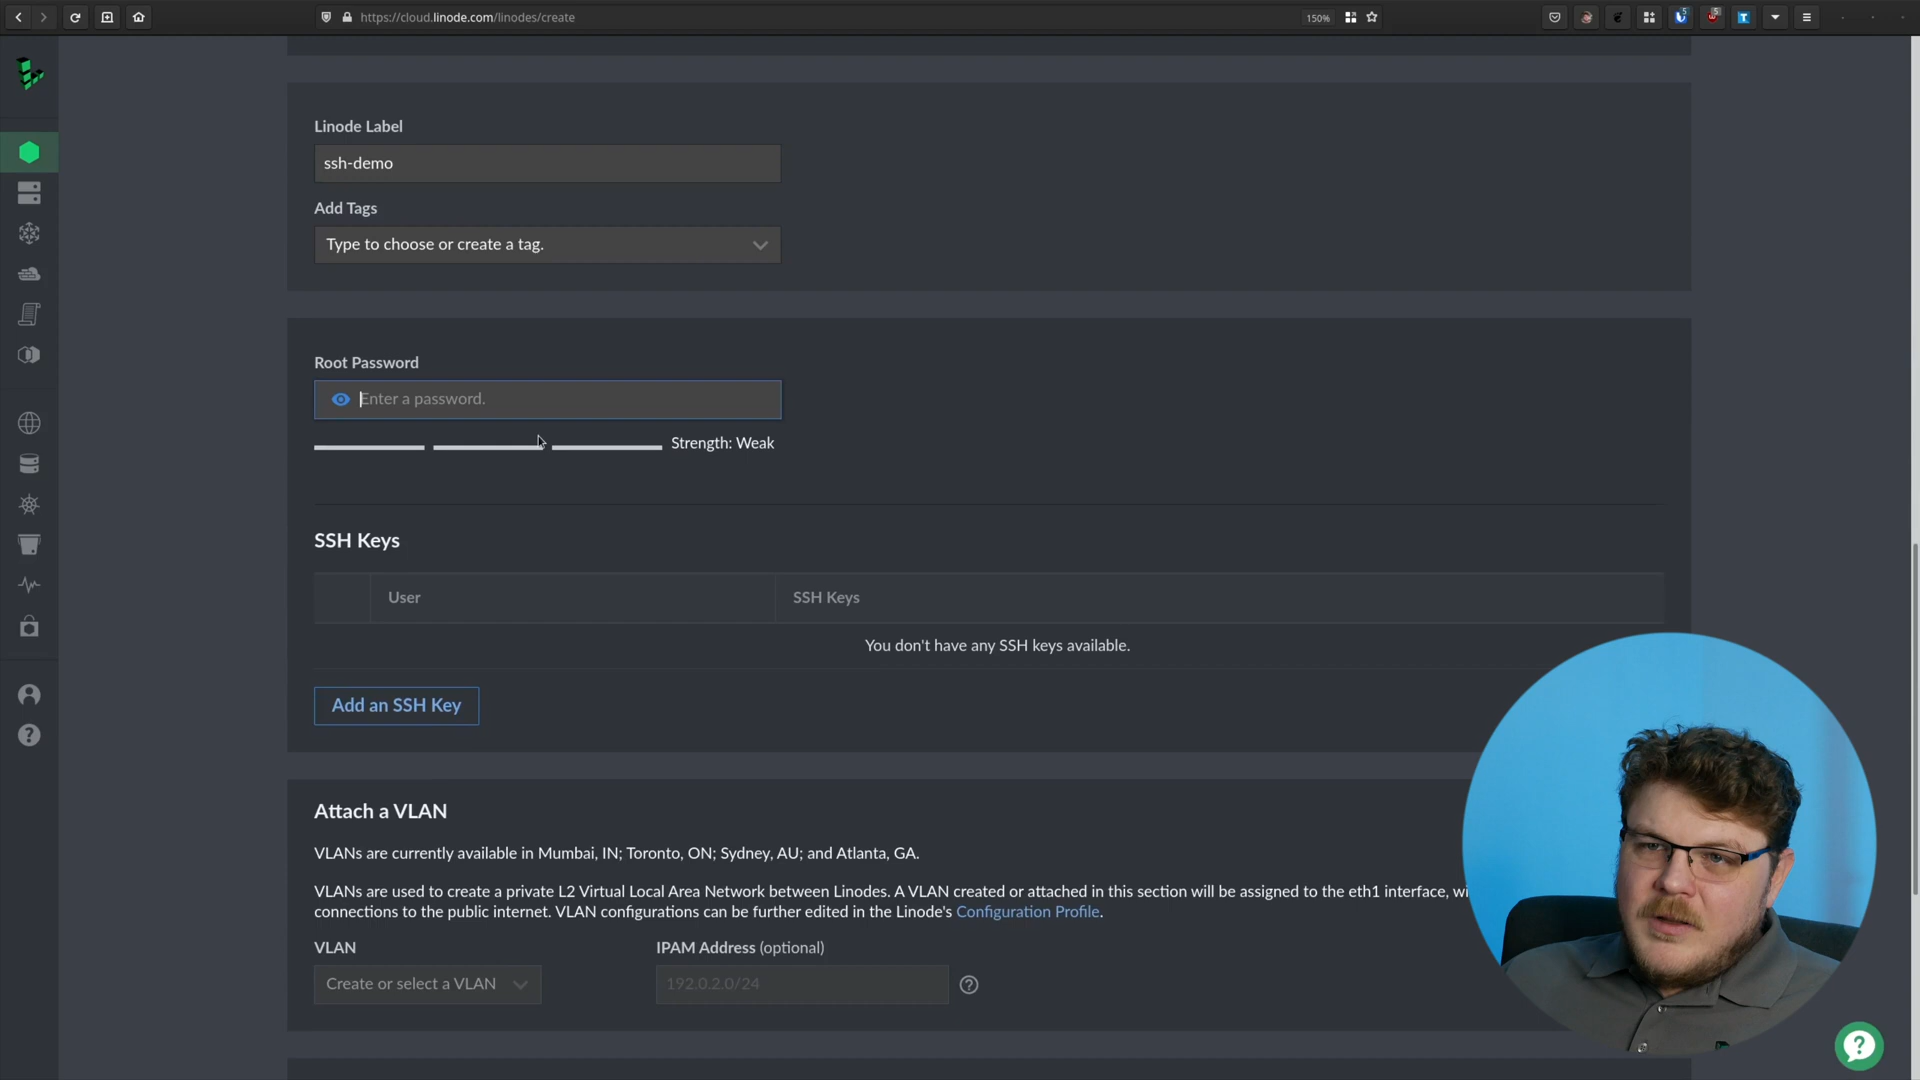 https://cloud.linode.com/linodes/create
150%
5
5
T
Linode Label
ssh-demo
Add Tags
Type to choose or create a tag.
Root Password
Enter a password.
Strength: Weak
SSH Keys
User
SSH Keys
You don't have any SSH keys available.
Add an SSH Key
Attach a VLAN
VLANs are currently available in Mumbai, IN; Toronto, ON; Sydney, AU; and Atlanta, GA.
VLANs are used to create a private L2 Virtual Local Area Network between Linodes. A VLAN created or attached in this section will be assigned to the eth1 interface, wi
connections to the public internet. VLAN configurations can be further edited in the Linode's Configuration Profile.
VLAN
IPAM Address (optional)
Create or select a VLAN
192.0.2.0/24